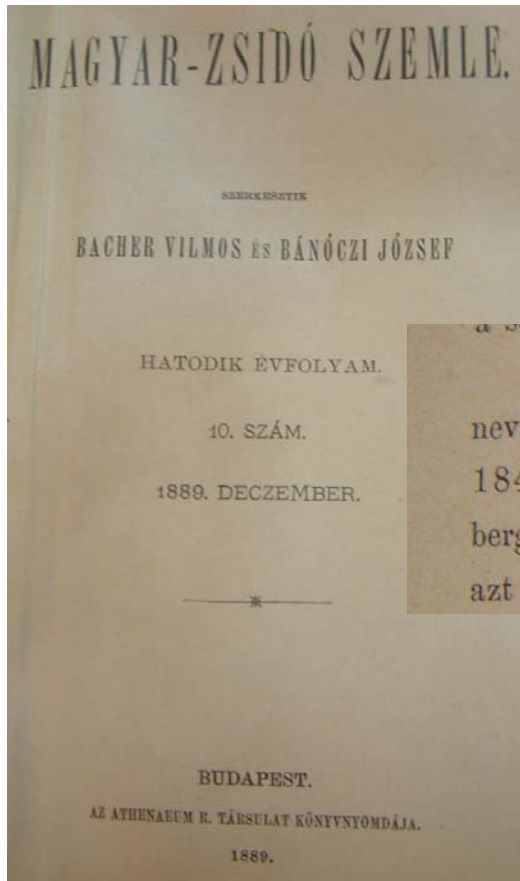 MAGYAR-ZSIDÓ SZEMLE.
SZERKESZTIK
BACHER VILMOS ÉS BÁNÓCZI JÓZSEF
HATODIK ÉVFOLYAM.
10. SZÁM.
1889. DECZEMBER.
BUDAPEST.
AZ ATHENAEUM R. TÁRSULAT KÖNYVNYOMDÁJA.
1889.
nev
184
berg
azt